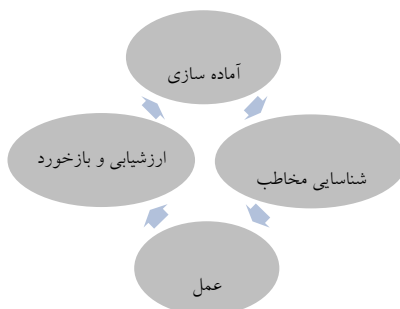 آماده سازی
شناسایی مخاطب
عمل
ارزشیابی و بازخورد